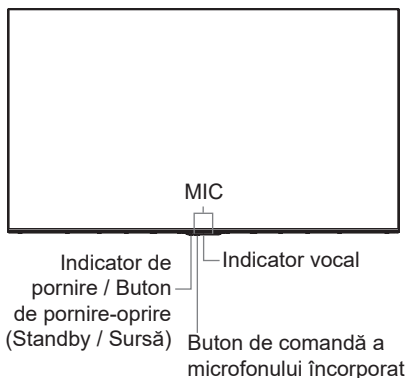 MIC
Indicator de
pornire / Buton
de pornire-oprire
(Standby / Sursă)
Indicator vocal
Buton de comandă a
microfonului încorporat